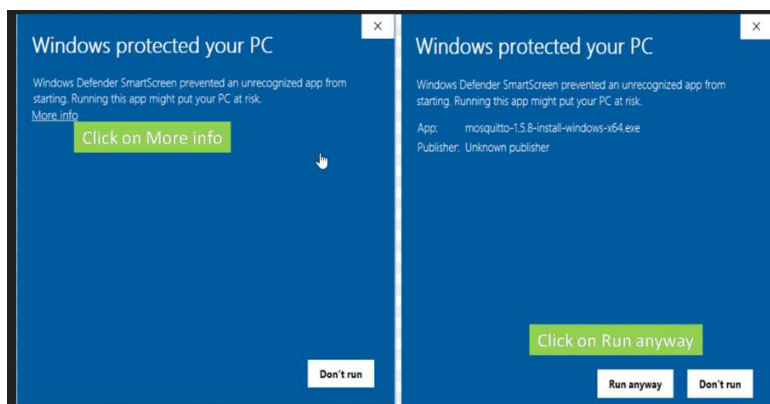 X
Windows protected your PC
Windows Defender SmartScreen prevented an unrecognized app from
starting. Running this app might put your PC at risk.
More info
Click on More info
Don't run
X
Windows protected your PC
Windows Defender SmartScreen prevented an unrecognized app from
starting. Running this app might put your PC at risk.
App: mosquitto-1.5.8-install-windows-x64.exe
Publisher: Unknown publisher
Click on Run anyway
Run anyway Don't run